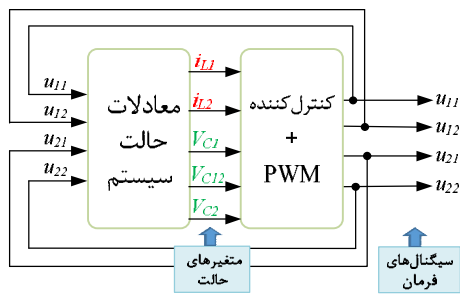 u11
u12
u21
u22
معادلات
حالت
سیستم
iL1
iL2
VC1
VC12
VC2
کنترل‌کننده
+
PWM
u11
u12
u21
u22
متغیرهای
حالت
سیگنال‌های
فرمان